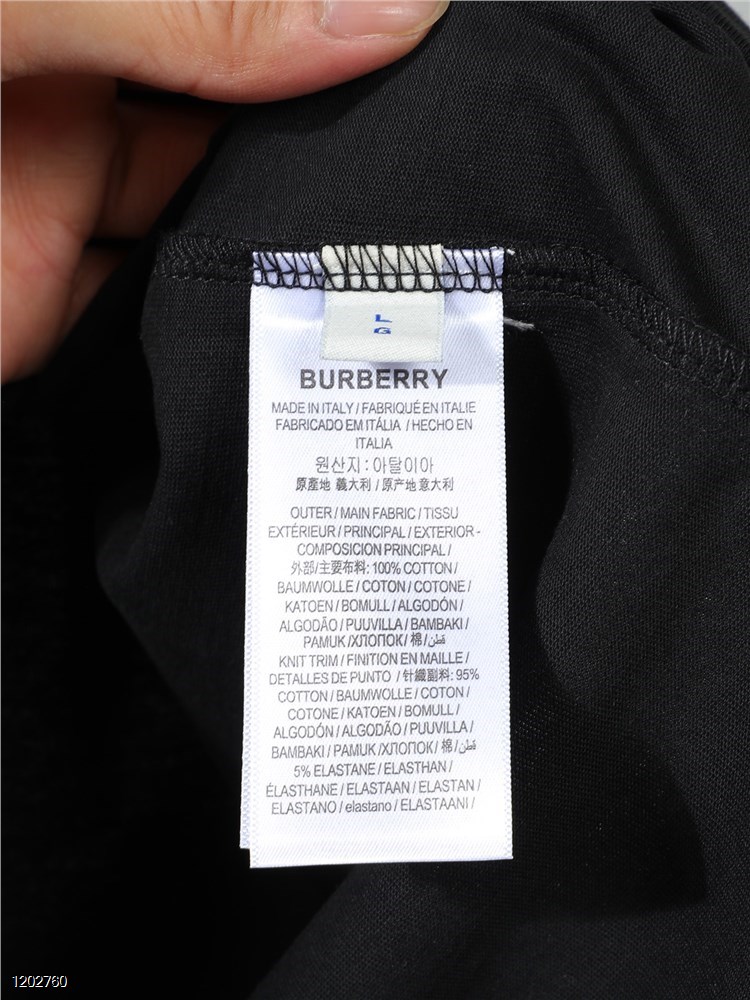 L
G
BURBERRY
MADE IN ITALY / FABRIQUÉ EN ITALIE
FABRICADO EM ITÁLIA / HECHO EN
ITALIA
원산지 : 이탈이아
原產地 義大利 / 原产地 意大利
OUTER / MAIN FABRIC / TISSU
EXTÉRIEUR / PRINCIPAL / EXTERIOR -
COMPOSICION PRINCIPAL /
外部/主要布料: 100% COTTON /
BAUMWOLLE / COTON / COTONE /
KATOEN / BOMULL / ALGODÓN /
ALGODÃO / PUUVILLA / BAMBAKI /
PAMUK /ХЛОПОК/ 棉/قطن/
KNIT TRIM / FINITION EN MAILLE /
DETALLES DE PUNTO / 針織副料: 95%
COTTON / BAUMWOLLE / COTON /
COTONE / KATOEN / BOMULL /
ALGODÓN / ALGODÃO / PUUVILLA /
BAMBAKI / PAMUK /ХЛОПОК/ 棉/قطن/
5% ELASTANE / ELASTHAN /
ÉLASTHANE / ELASTAAN / ELASTAN /
ELASTANO / elastano / ELASTAANI /
1202760